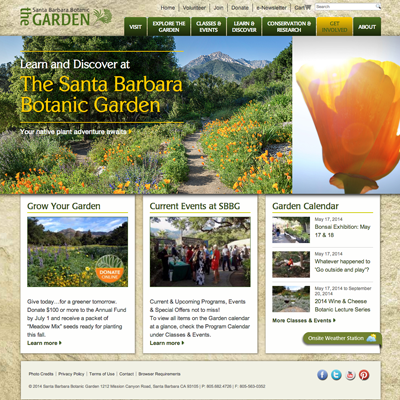 the
Santa Barbara Botanic
GARDEN
Home | Volunteer | Join | Donate | e-Newsletter | Cart
VISIT
EXPLORE THE GARDEN
CLASSES & EVENTS
LEARN & DISCOVER
CONSERVATION & RESEARCH
GET INVOLVED
ABOUT
Learn and Discover at
The Santa Barbara
Botanic Garden
Your native plant adventure awaits
Grow Your Garden
DONATE
ONLINE
Give today…for a greener tomorrow.
Donate $100 or more to the Annual Fund
by July 1 and receive a packet of
"Meadow Mix" seeds ready for planting
this fall.
Learn more
Current Events at SBBG
Current & Upcoming Programs, Events
& Special Offers not to miss!
To view all items on the Garden calendar
at a glance, check the Program Calendar
under Classes & Events.
Learn more
Garden Calendar
May 17, 2014
Bonsai Exhibition: May
17 & 18
May 17, 2014
Whatever happened to
'Go outside and play'?
May 17, 2014 to September
20, 2014
2014 Wine & Cheese
Botanic Lecture Series
More Classes & Events
Onsite Weather Station
Photo Credits | Privacy Policy | Terms of Use | Contact | Browser Requirements
© 2014 Santa Barbara Botanic Garden 1212 Mission Canyon Road, Santa Barbara CA 93105 | P: 805.682.4726 | F: 805-563-0352